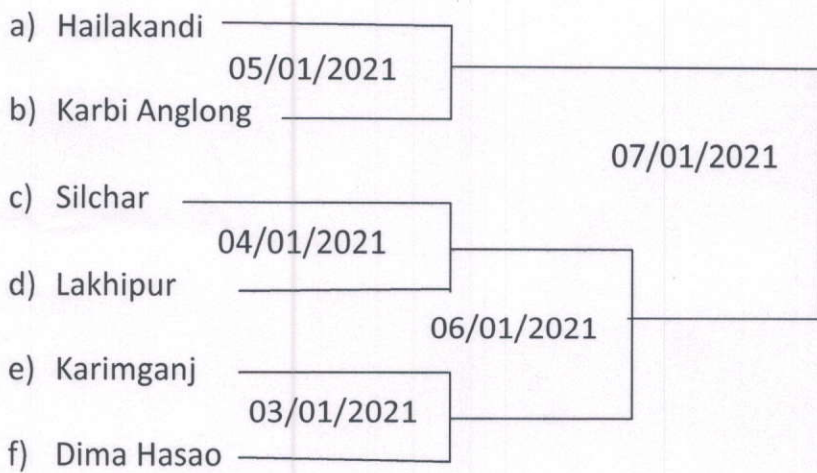 a) Hailakandi
05/01/2021
b) Karbi Anglong
07/01/2021
c) Silchar
04/01/2021
d) Lakhipur
06/01/2021
e) Karimganj
03/01/2021
f) Dima Hasao